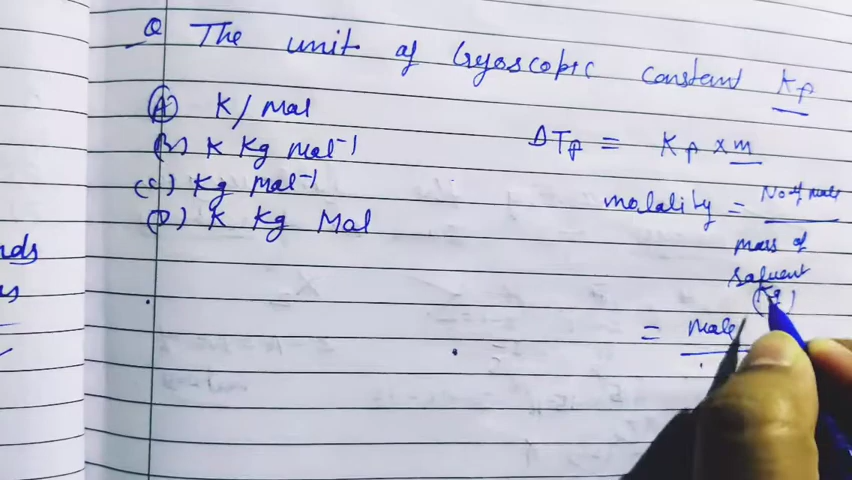 Q The unit of Cryoscopic constant Kf
(A) K/Mol
(B) K Kg mol-1
(C) Kg mol-1
(D) K Kg Mol
ΔTf = Kf × m
molality = No of mole
mass of
solvent
(Kg)
= Mole